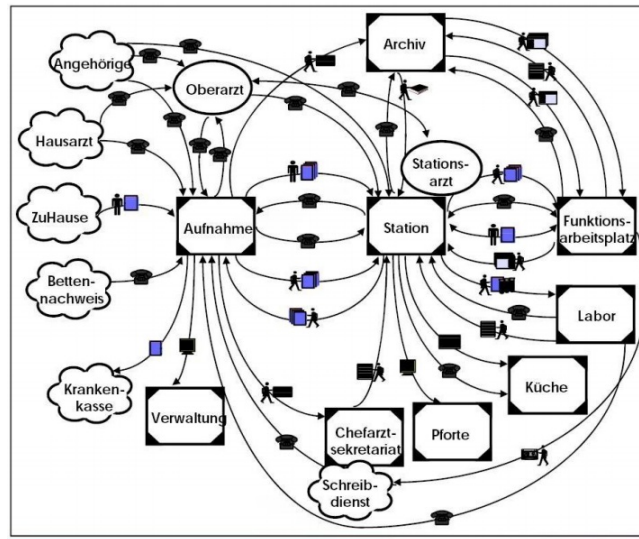 Archiv
Angehörige
Oberarzt
Hausarzt
Stations-
arzt
ZuHause
Aufnahme
Station
Funktions-
arbeitsplatz
Betten-
nachweis
Labor
Kranken-
kasse
Küche
Verwaltung
Chefarzt-
sekretariat
Pforte
Schreib-
dienst